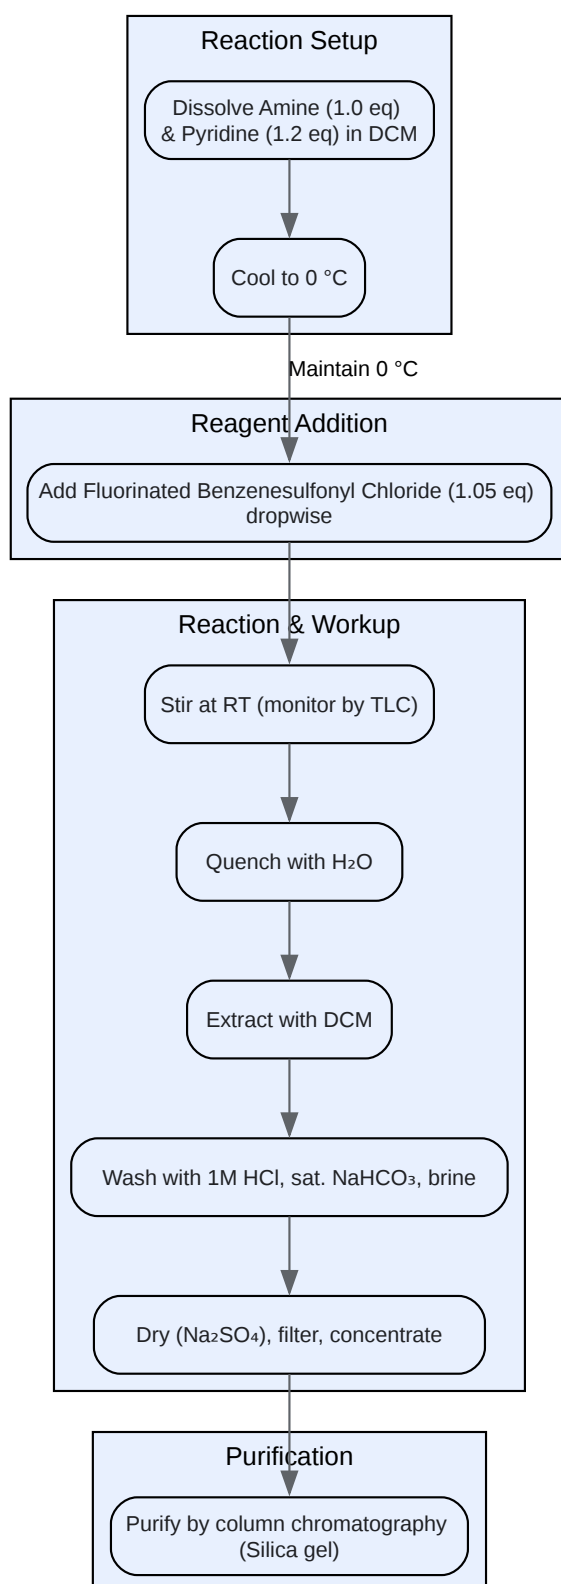 Reaction Setup
Dissolve Amine (1.0 eq)
& Pyridine (1.2 eq) in DCM
Cool to 0 °C
Maintain 0 °C
Reagent Addition
Add Fluorinated Benzenesulfonyl Chloride (1.05 eq)
dropwise
Reaction & Workup
Stir at RT (monitor by TLC)
Quench with H₂O
Extract with DCM
Wash with 1M HCl, sat. NaHCO₃, brine
Dry (Na₂SO₄), filter, concentrate
Purification
Purify by column chromatography
(Silica gel)